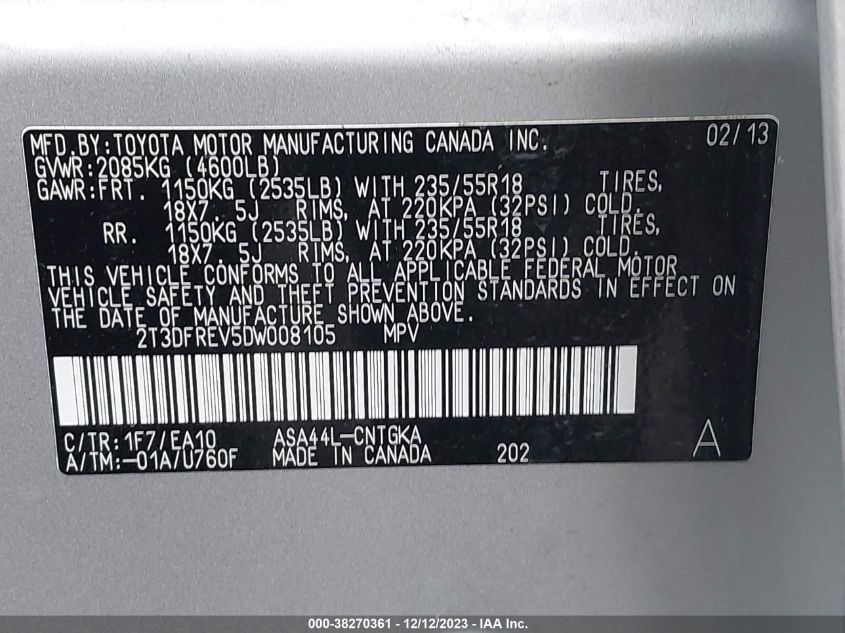 MFD.BY:TOYOTA MOTOR MANUFACTURING CANADA INC. 02/13
GVWR:2085KG (4600LB)
GAWR:FRT. 1150KG (2535LB) WITH 235/55R18 TIRES,
18X7.5J RIMS, AT 220KPA (32PSI) COLD.
RR. 1150KG (2535LB) WITH 235/55R18 TIRES,
18X7.5J RIMS, AT 220KPA (32PSI) COLD.
THIS VEHICLE CONFORMS TO ALL APPLICABLE FEDERAL MOTOR
VEHICLE SAFETY AND THEFT PREVENTION STANDARDS IN EFFECT ON
THE DATE OF MANUFACTURE SHOWN ABOVE.
2T3DFREV5DW008105 MPV
C/TR:1F7/EA10 ASA44L-CNTGKA
A/TM:-01A/U760F MADE IN CANADA 202 A
000-38270361 - 12/12/2023 - IAA Inc.